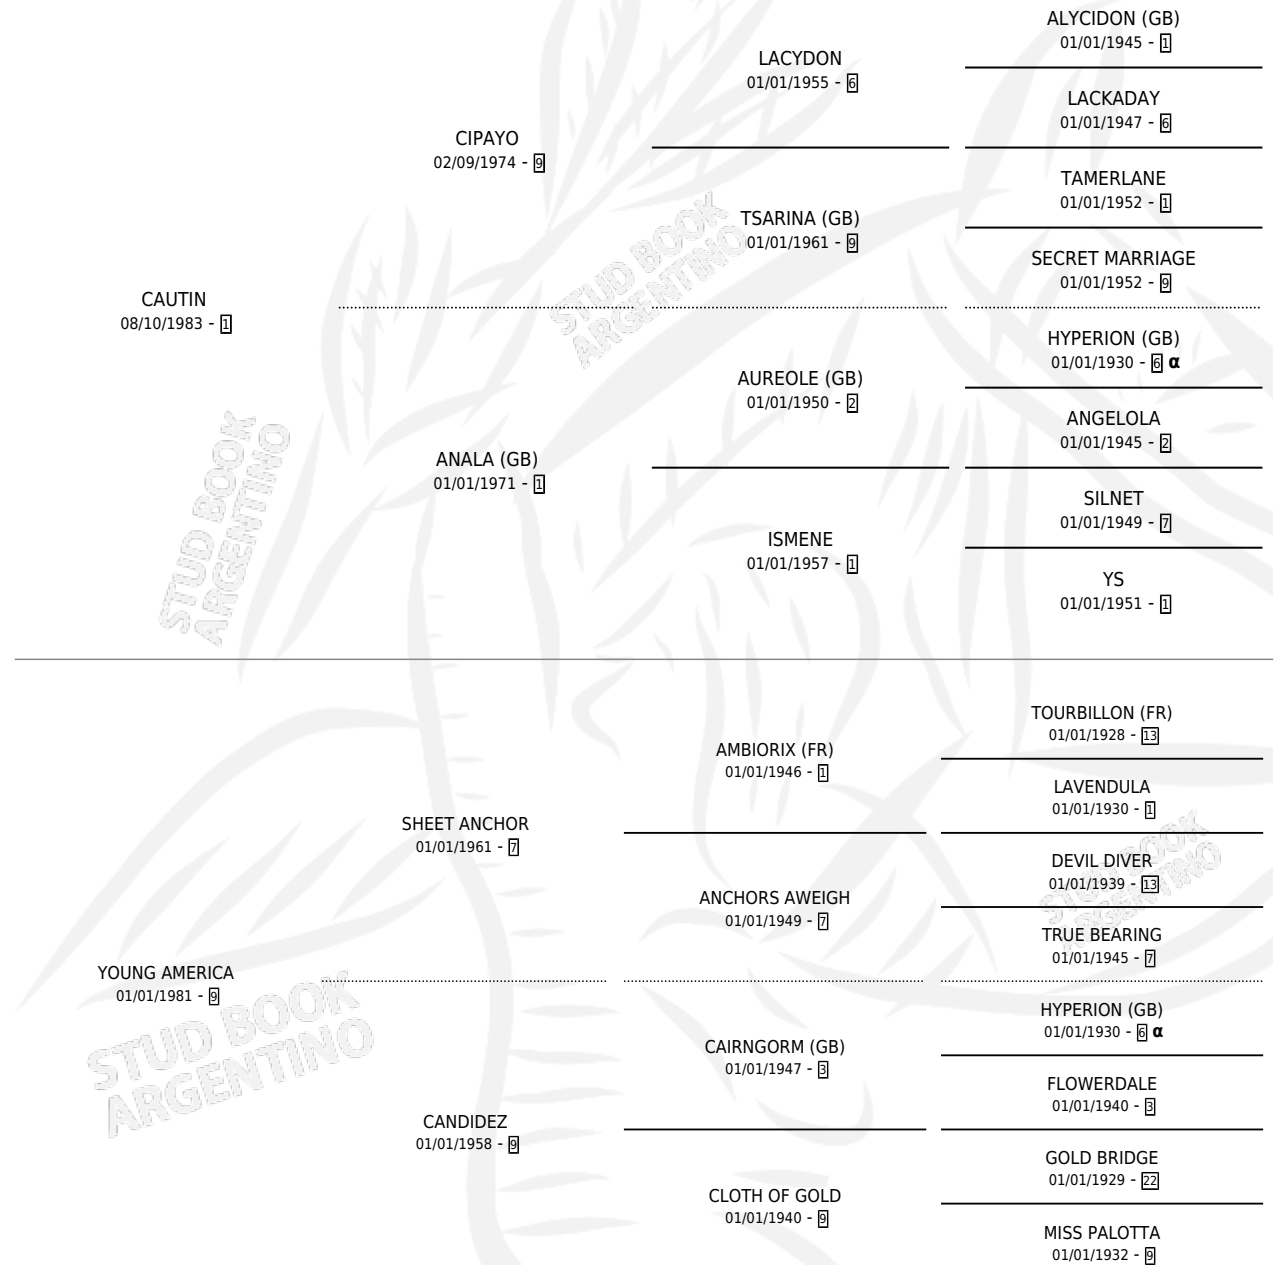 ALYCIDON (GB)
01/01/1945 - 1
LACYDON
01/01/1955 - 6
LACKADAY
01/01/1947 - 6
CIPAYO
02/09/1974 - 9
TAMERLANE
01/01/1952 - 1
TSARINA (GB)
01/01/1961 - 9
SECRET MARRIAGE
01/01/1952 - 9
CAUTIN
08/10/1983 - 1
HYPERION (GB)
01/01/1930 - 6 α
AUREOLE (GB)
01/01/1950 - 2
ANGELOLA
01/01/1945 - 2
ANALA (GB)
01/01/1971 - 1
SILNET
01/01/1949 - 7
ISMENE
01/01/1957 - 1
YS
01/01/1951 - 1
STUD BOOK
ARGENTINO
STUD BOOK
ARGENTINO
TOURBILLON (FR)
01/01/1928 - 13
AMBIORIX (FR)
01/01/1946 - 1
LAVENDULA
01/01/1930 - 1
SHEET ANCHOR
01/01/1961 - 7
DEVIL DIVER
01/01/1939 - 13
ANCHORS AWEIGH
01/01/1949 - 7
TRUE BEARING
01/01/1945 - 7
YOUNG AMERICA
01/01/1981 - 9
HYPERION (GB)
01/01/1930 - 6 α
CAIRNGORM (GB)
01/01/1947 - 3
FLOWERDALE
01/01/1940 - 3
CANDIDEZ
01/01/1958 - 9
GOLD BRIDGE
01/01/1929 - 22
CLOTH OF GOLD
01/01/1940 - 9
MISS PALOTTA
01/01/1932 - 9
STUD BOOK
ARGENTINO
STUD BOOK
ARGENTINO